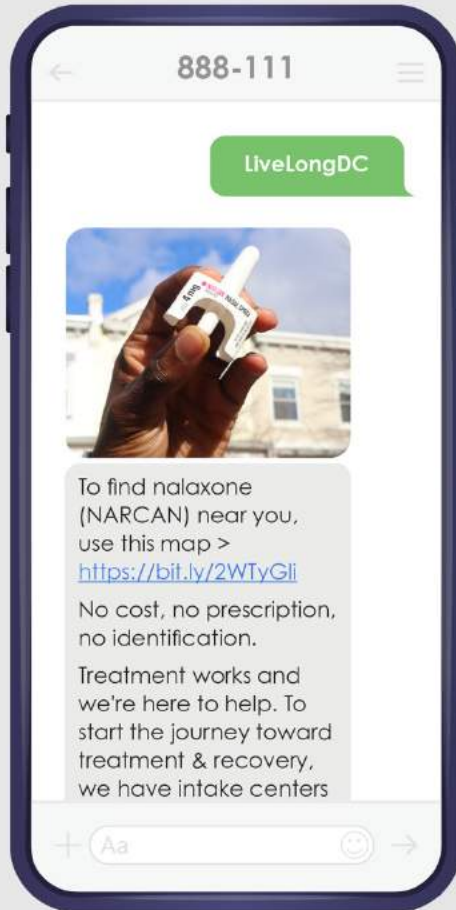 888-111
LiveLongDC
To find nalaxone
(NARCAN) near you,
use this map >
https://bit.ly/2WTyGli
No cost, no prescription,
no identification.
Treatment works and
we're here to help. To
start the journey toward
treatment & recovery,
we have intake centers
Aa